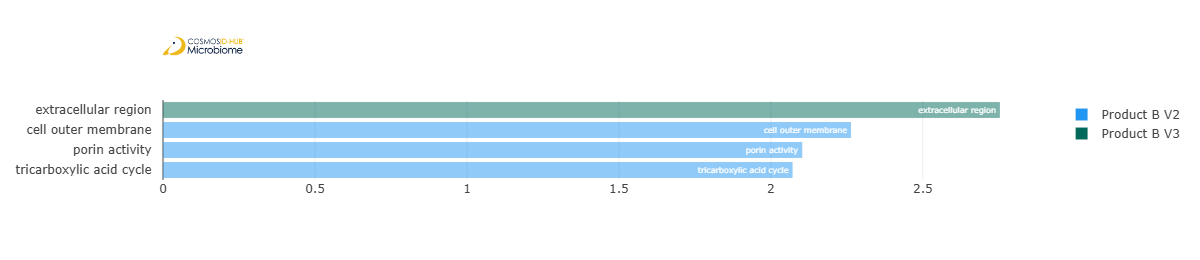 COSMOSID-HUB
Microbiome
extracellular region
extracellular region
cell outer membrane
cell outer membrane
porin activity
porin activity
tricarboxylic acid cycle
tricarboxylic acid cycle
0 0.5 1 1.5 2 2.5
Product B V2
Product B V3